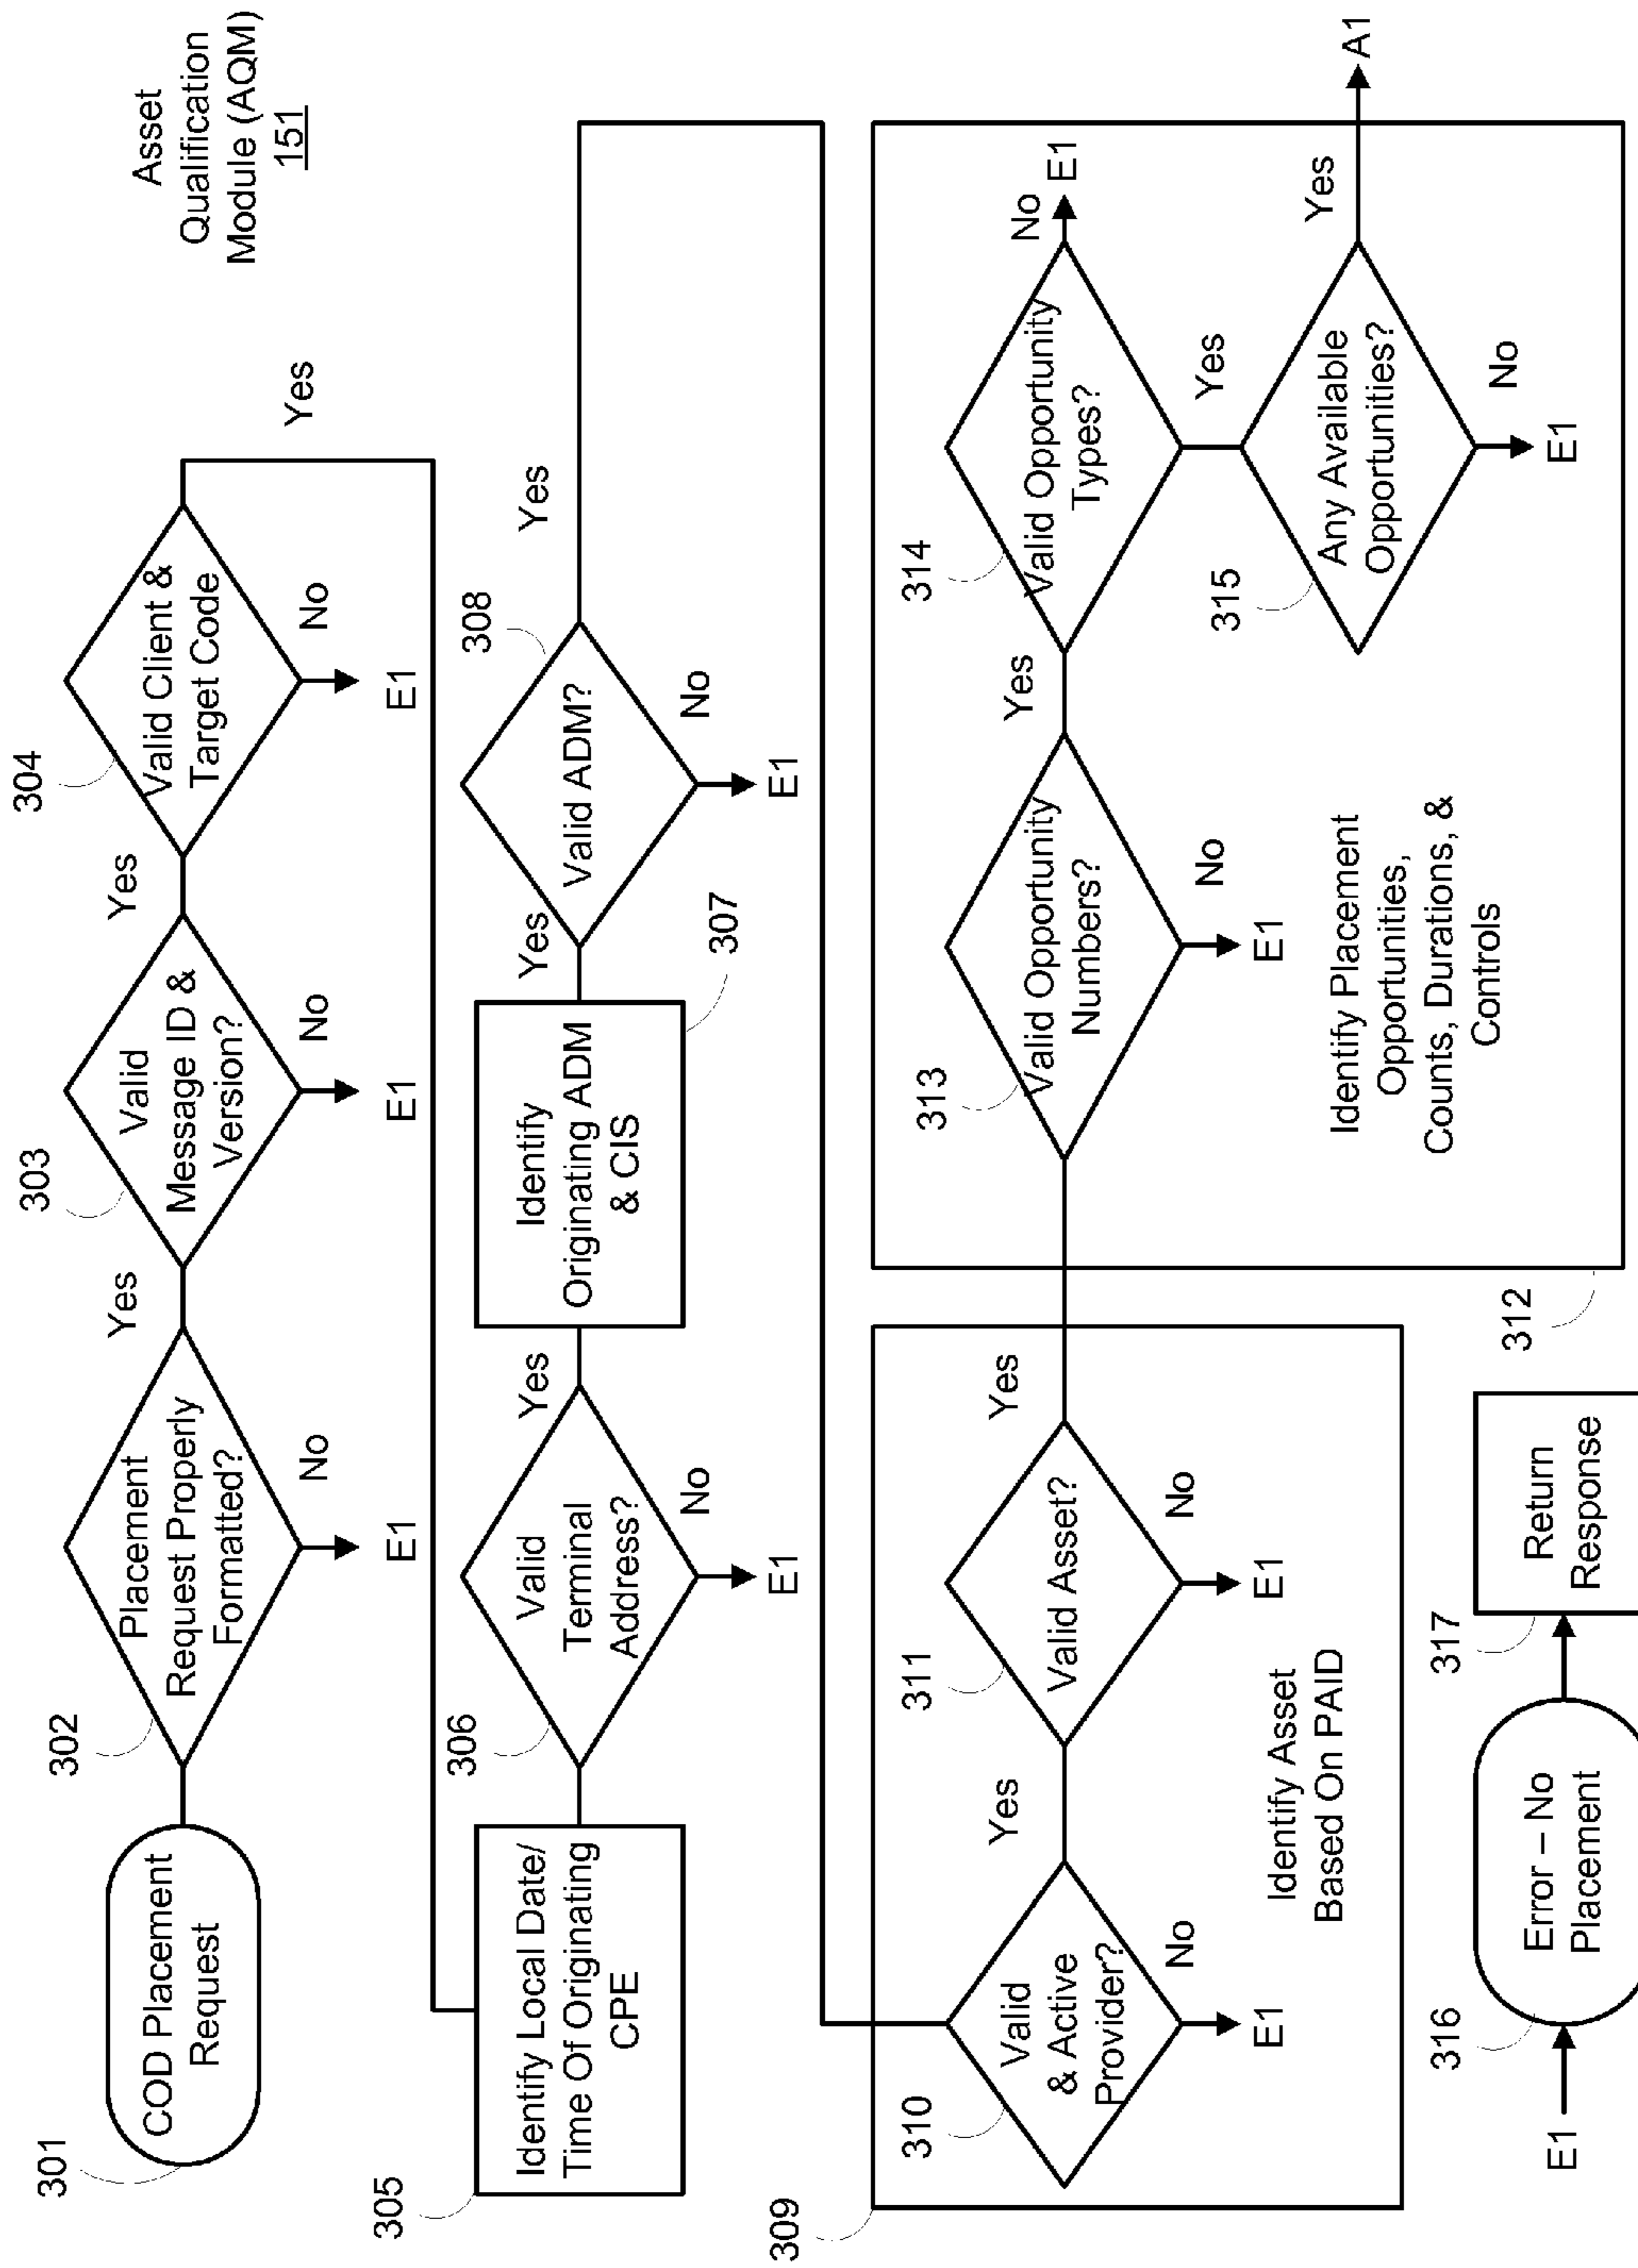 Asset
Qualification
Module (AQM)
151
301
COD Placement
Request
302
Placement
Request Properly
Formatted?
Yes
No
E1
303
Valid
Message ID &
Version?
Yes
No
E1
304
Valid Client &
Target Code
Yes
No
E1
305
Identify Local Date/
Time Of Originating
CPE
306
Valid
Terminal
Address?
Yes
No
E1
307
Identify
Originating ADM
& CIS
Yes
308
Valid ADM?
Yes
No
E1
309
310
Valid
& Active
Provider?
Yes
No
E1
311
Valid Asset?
Yes
No
E1
Identify Asset
Based On PAID
312
313
Valid Opportunity
Numbers?
Yes
No
E1
314
Valid Opportunity
Types?
No
E1
Yes
315
Any Available
Opportunities?
Yes
A1
No
E1
Identify Placement
Opportunities,
Counts, Durations, &
Controls
E1
316
Error – No
Placement
317
Return
Response